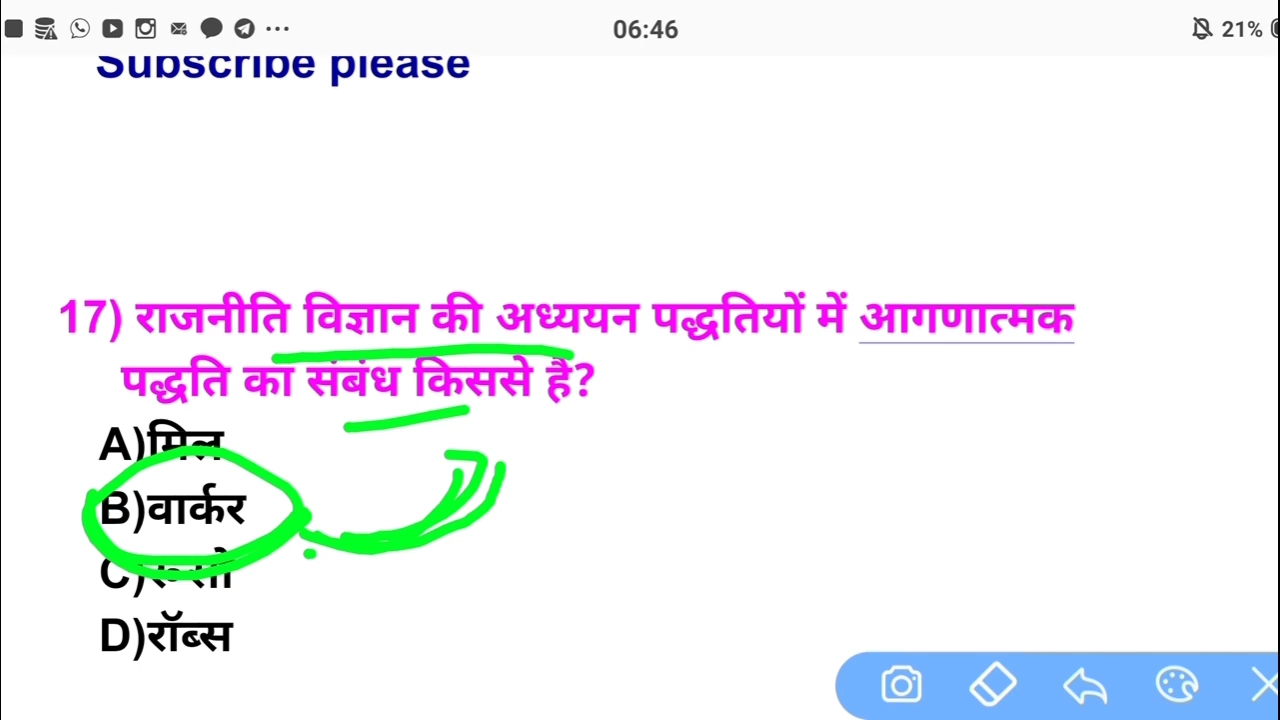 06:46
21%
Subscribe please
17) राजनीति विज्ञान की अध्ययन पद्धतियों में आगणात्मक
पद्धति का संबंध किससे है?
A)मिल
B)वार्कर
C)रूसो
D)रॉब्स